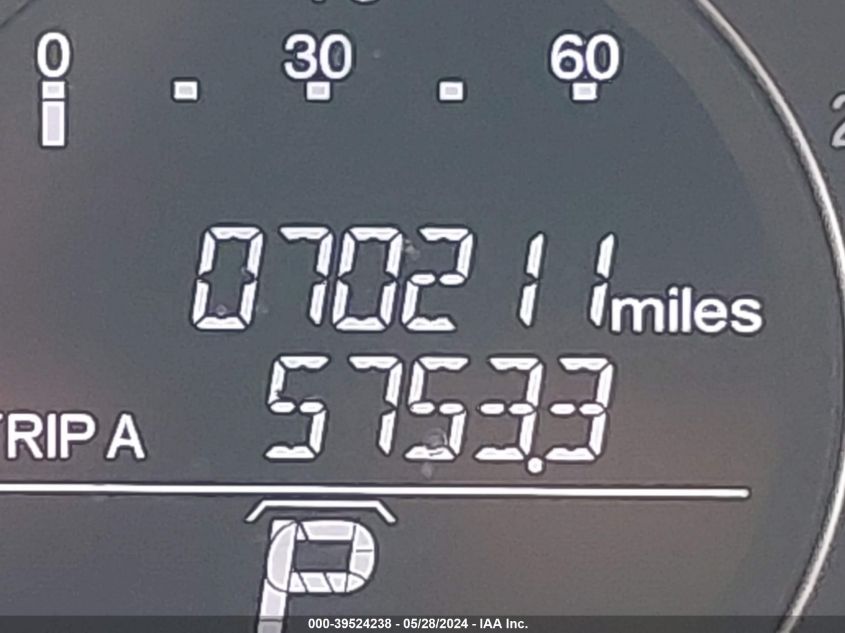 0 30 60
070211 miles
TRIP A 5753.3
P
000-39524238 - 05/28/2024 - IAA Inc.